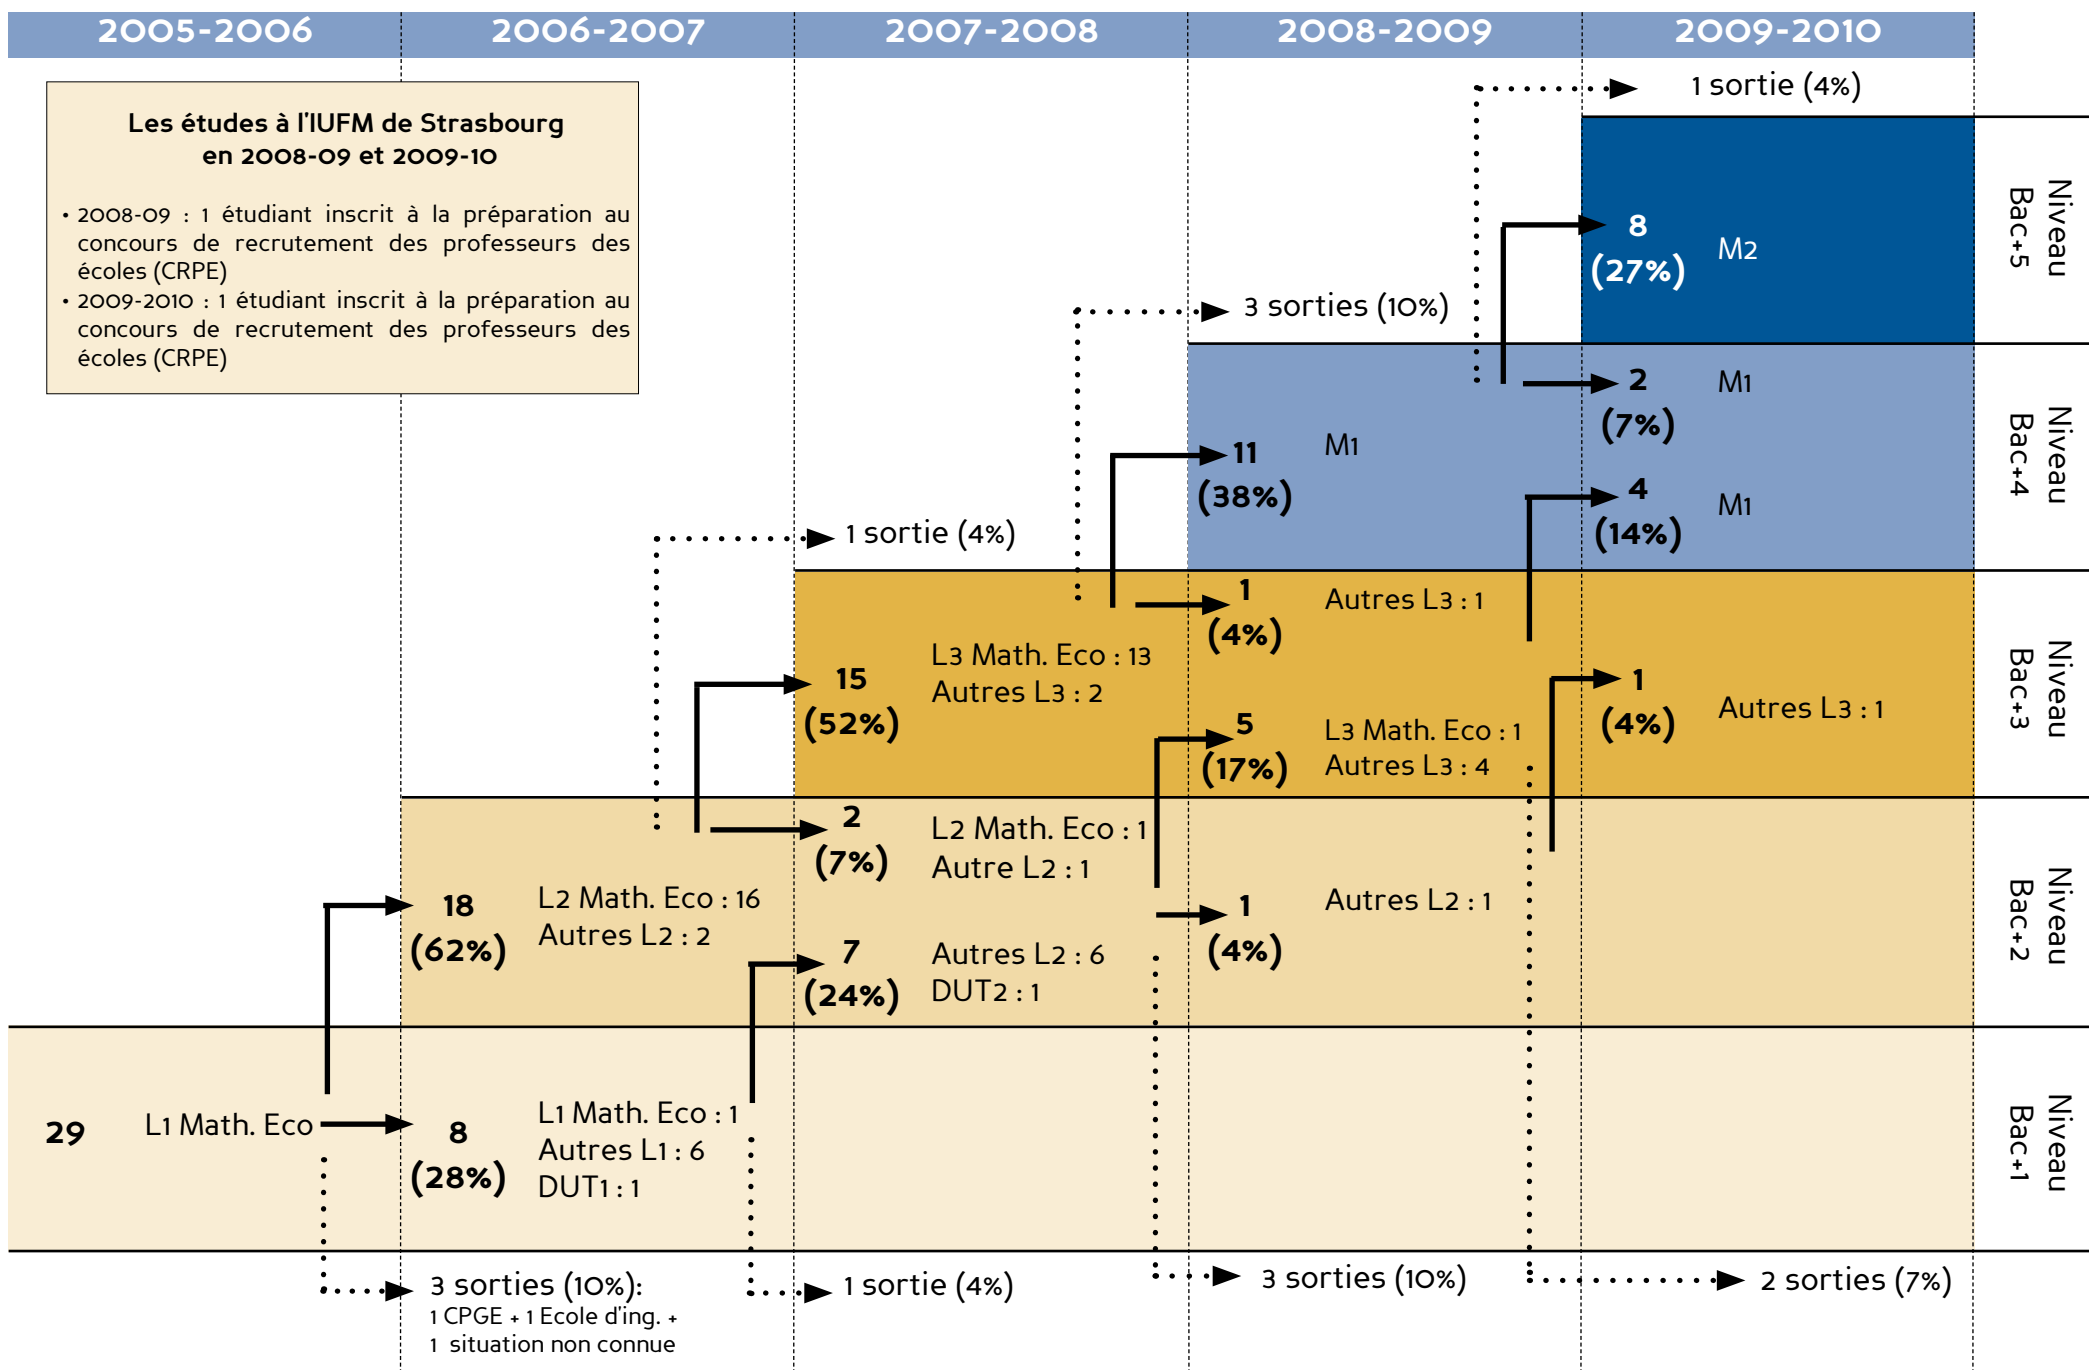 2005-2006
2006-2007
2007-2008
2008-2009
2009-2010
Les études à l'IUFM de Strasbourg
en 2008-09 et 2009-10
• 2008-09 : 1 étudiant inscrit à la préparation au
concours de recrutement des professeurs des
écoles (CRPE)
• 2009-2010 : 1 étudiant inscrit à la préparation au
concours de recrutement des professeurs des
écoles (CRPE)
1 sortie (4%)
8
(27%)
M2
Niveau
Bac+5
3 sorties (10%)
2
(7%)
M1
11
(38%)
M1
4
(14%)
M1
Niveau
Bac+4
1 sortie (4%)
1
(4%)
Autres L3 : 1
15
(52%)
L3 Math. Eco : 13
Autres L3 : 2
5
(17%)
L3 Math. Eco : 1
Autres L3 : 4
1
(4%)
Autres L3 : 1
Niveau
Bac+3
2
(7%)
L2 Math. Eco : 1
Autre L2 : 1
18
(62%)
L2 Math. Eco : 16
Autres L2 : 2
7
(24%)
Autres L2 : 6
DUT2 : 1
1
(4%)
Autres L2 : 1
Niveau
Bac+2
29
L1 Math. Eco
8
(28%)
L1 Math. Eco : 1
Autres L1 : 6
DUT1 : 1
Niveau
Bac+1
3 sorties (10%):
1 CPGE + 1 Ecole d'ing. +
1 situation non connue
1 sortie (4%)
3 sorties (10%)
2 sorties (7%)